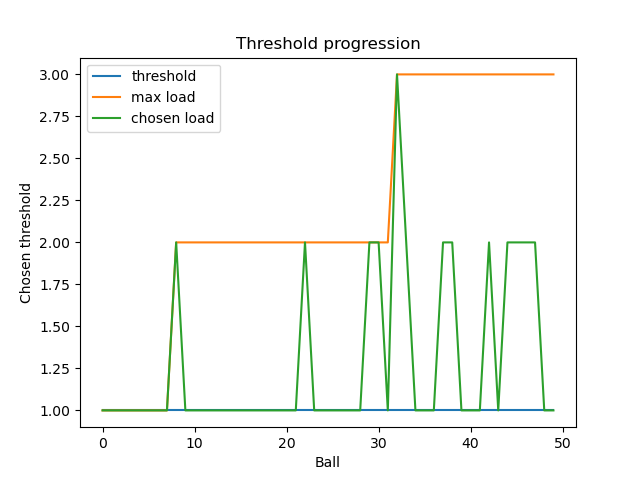 Threshold progression
threshold
max load
chosen load
Chosen threshold
3.00
2.75
2.50
2.25
2.00
1.75
1.50
1.25
1.00
0 10 20 30 40 50
Ball